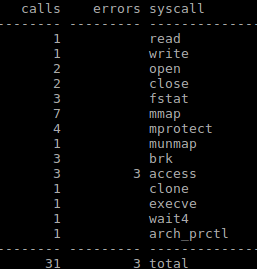 calls errors syscall
-------- --------- --------------
1 read
1 write
2 open
2 close
3 fstat
7 mmap
4 mprotect
1 munmap
3 brk
3 3 access
1 clone
1 execve
1 wait4
1 arch_prctl
-------- --------- --------------
31 3 total